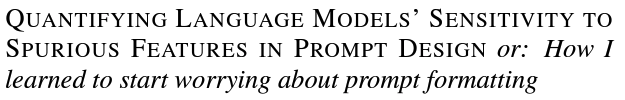 QUANTIFYING LANGUAGE MODELS’ SENSITIVITY TO
SPURIOUS FEATURES IN PROMPT DESIGN or: How I
learned to start worrying about prompt formatting